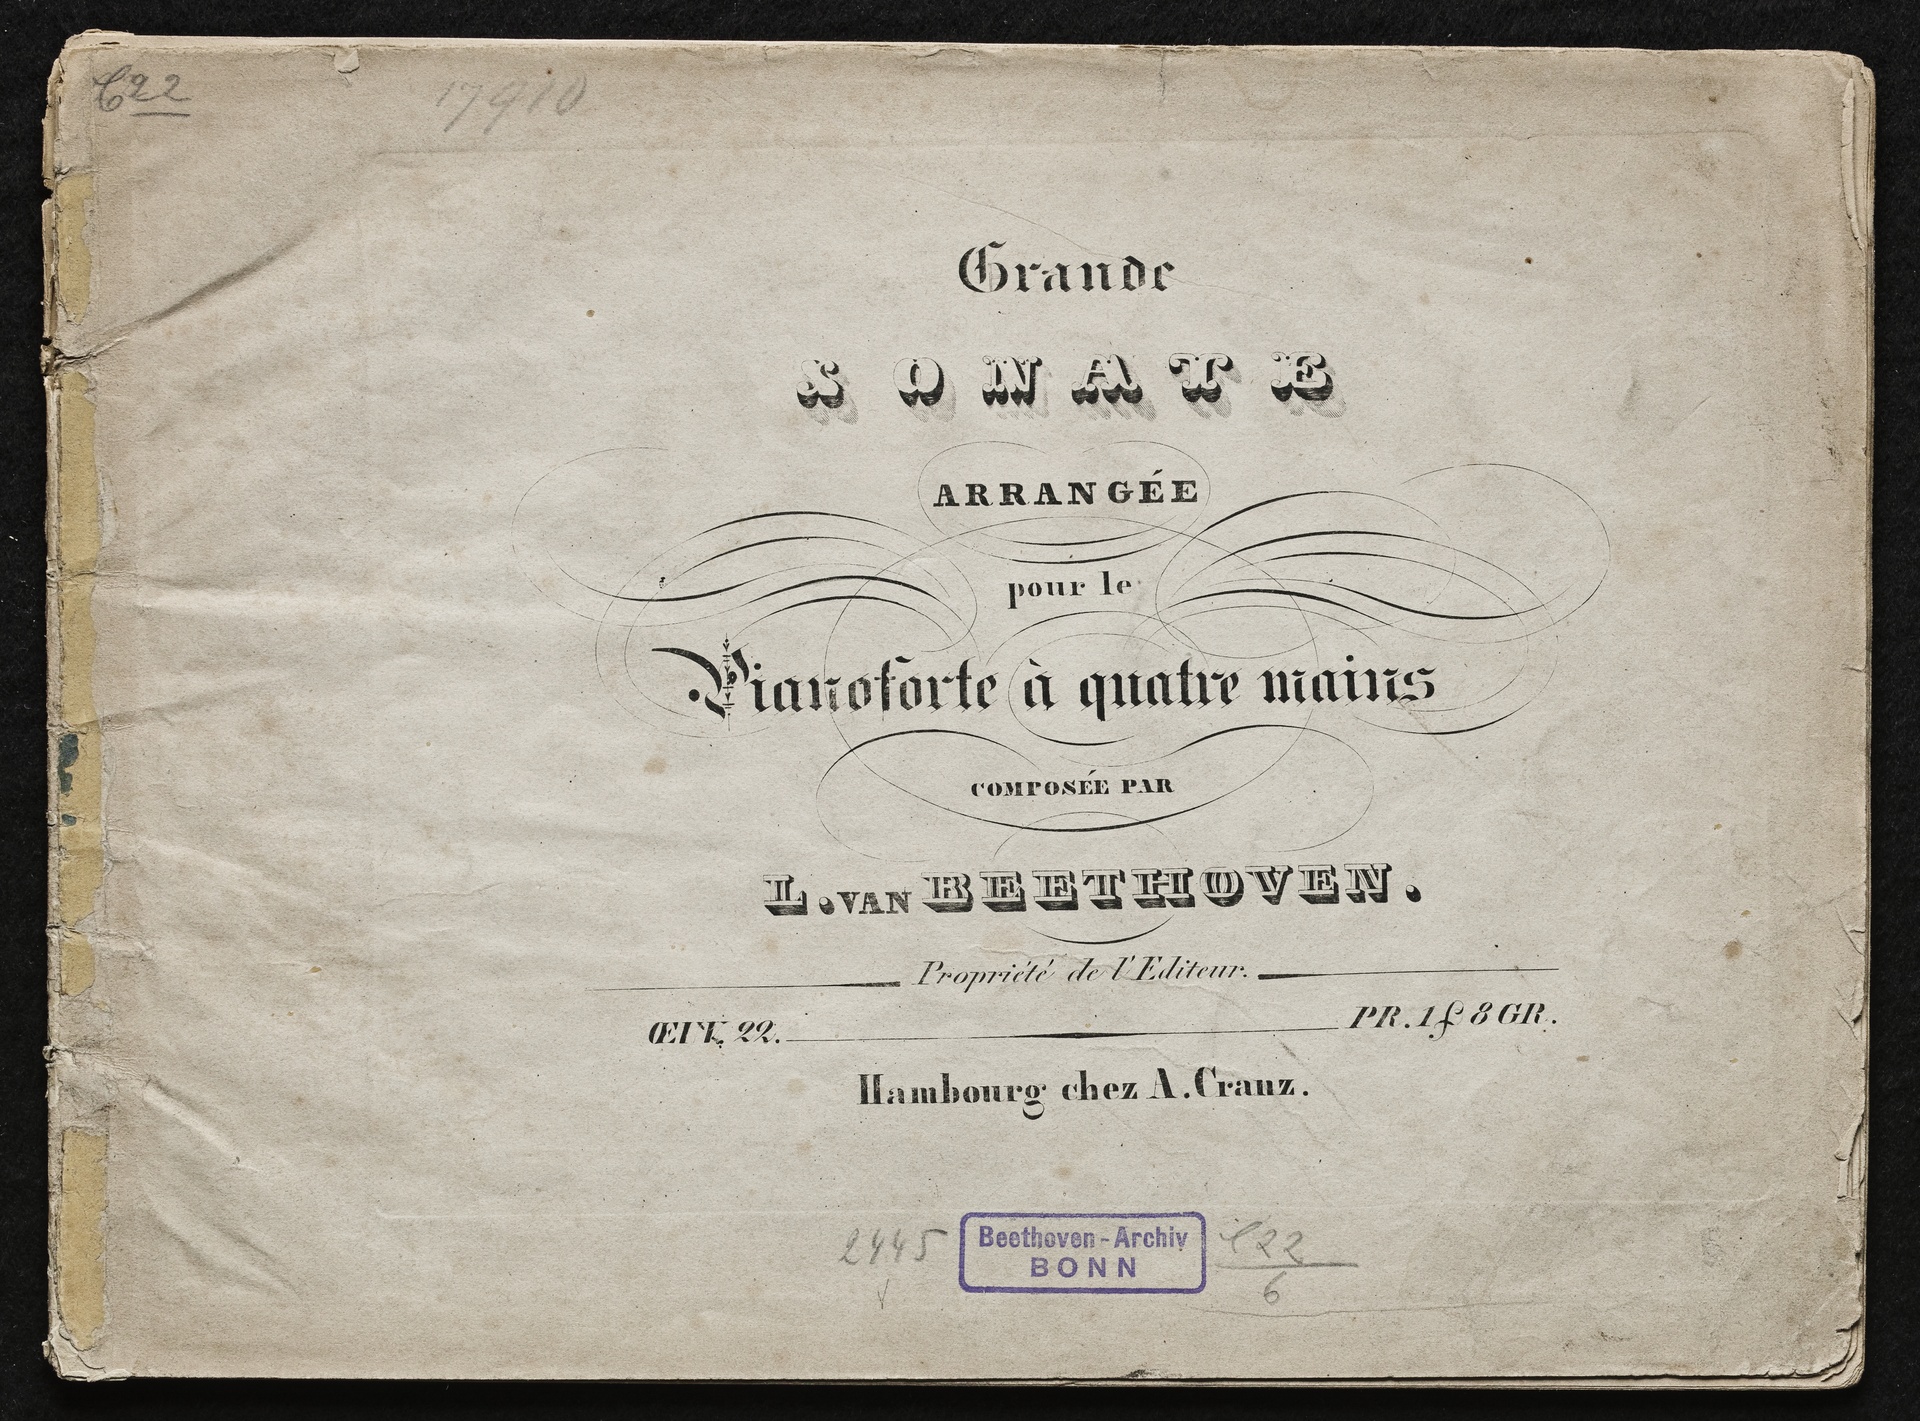 C22
17910
Grande
SONATE
ARRANGÉE
pour le
Pianoforte à quatre mains
COMPOSÉE PAR
L. VAN BEETHOVEN.
Propriété de l'Editeur.
ŒUV. 22. PR. 1 f 8 GR.
Hambourg chez A. Cranz.
2445 Beethoven-Archiv C22
BONN 6